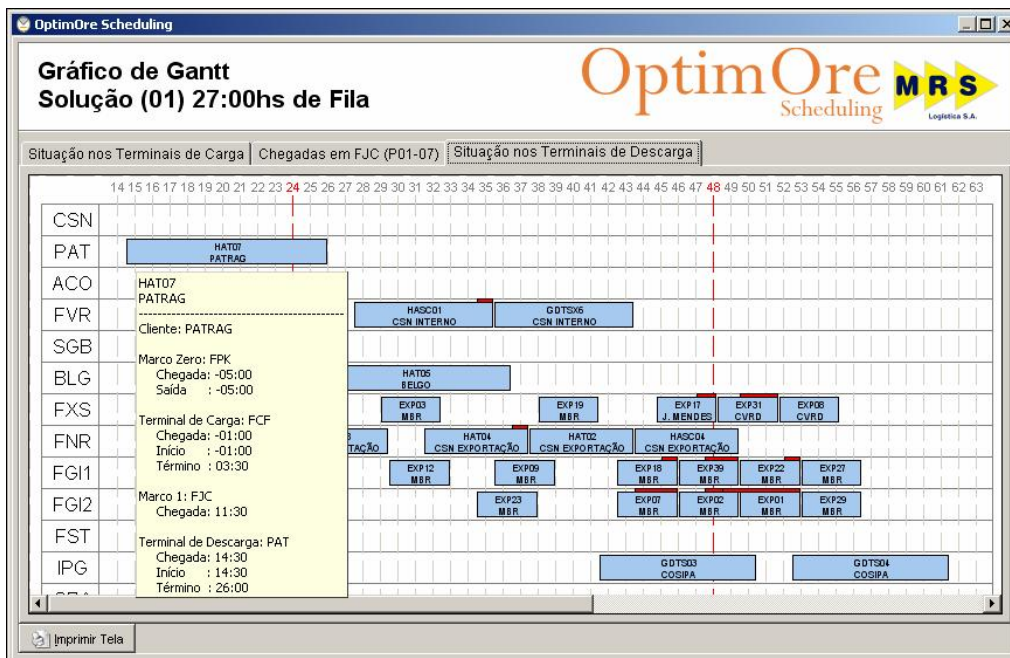 OptimOre Scheduling
Gráfico de Gantt
Solução (01) 27:00hs de Fila
OptimOre
Scheduling
MRS
Logística S.A.
Situação nos Terminais de Carga
Chegadas em FJC (P01-07)
Situação nos Terminais de Descarga
14 15 16 17 18 19 20 21 22 23 24 25 26 27 28 29 30 31 32 33 34 35 36 37 38 39 40 41 42 43 44 45 46 47 48 49 50 51 52 53 54 55 56 57 58 59 60 61 62 63
CSN
PAT
HAT07
PATRAG
ACO
FVR
HASC01
CSN INTERNO
GDTSX6
CSN INTERNO
SGB
BLG
HAT05
BELGO
FXS
EXP03
MBR
EXP19
MBR
EXP17
J. MENDES
EXP31
CVRD
EXP08
CVRD
FNR
TAÇÃO
HAT04
CSN EXPORTAÇÃO
HAT02
CSN EXPORTAÇÃO
HASC04
CSN EXPORTAÇÃO
FGI1
EXP12
MBR
EXP09
MBR
EXP18
MBR
EXP39
MBR
EXP22
MBR
EXP27
MBR
FGI2
EXP23
MBR
EXP07
MBR
EXP02
MBR
EXP01
MBR
EXP29
MBR
FST
IPG
GDTS03
COSIPA
GDTS04
COSIPA
HAT07
PATRAG
Cliente: PATRAG
Marco Zero: FPK
Chegada: -05:00
Saída : -05:00
Terminal de Carga: FCF
Chegada: -01:00
Início : -01:00
Término : 03:30
Marco 1: FJC
Chegada: 11:30
Terminal de Descarga: PAT
Chegada: 14:30
Início : 14:30
Término : 26:00
Imprimir Tela